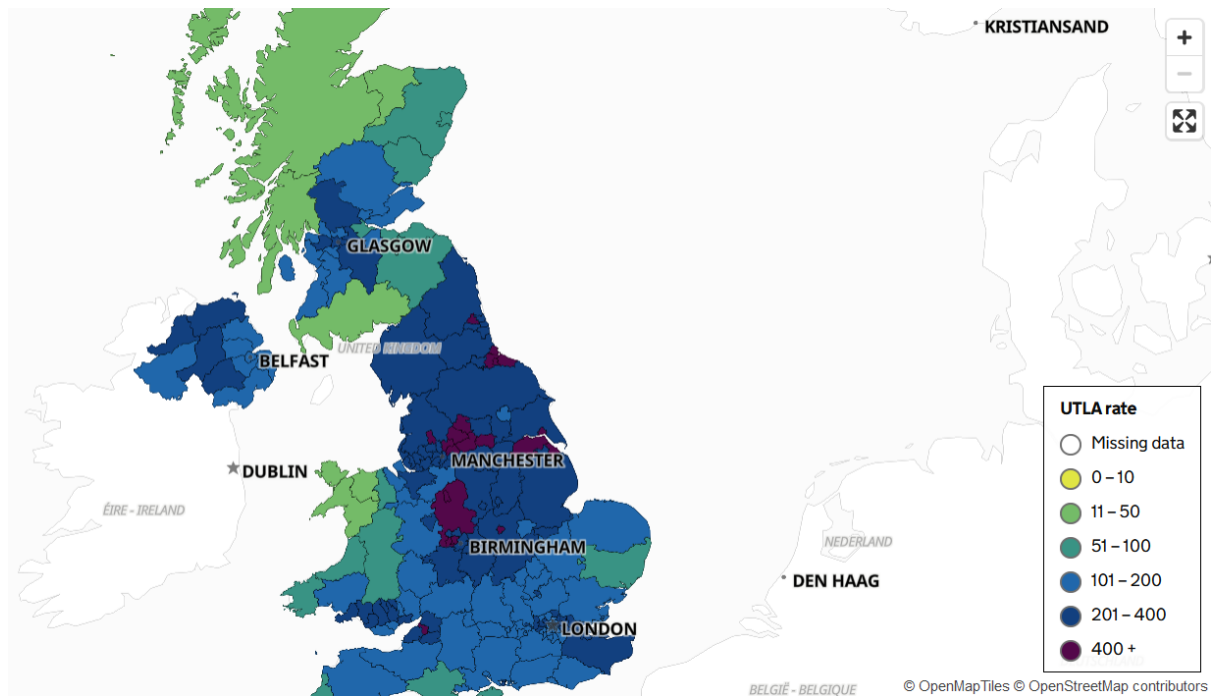 KRISTIANSAND
+
−
GLASGOW
UNITED KINGDOM
BELFAST
DUBLIN
MANCHESTER
ÉIRE - IRELAND
BIRMINGHAM
NEDERLAND
DEN HAAG
LONDON
BELGIË - BELGIQUE
UTLA rate
Missing data
0 – 10
11 – 50
51 – 100
101 – 200
201 – 400
400 +
© OpenMapTiles © OpenStreetMap contributors